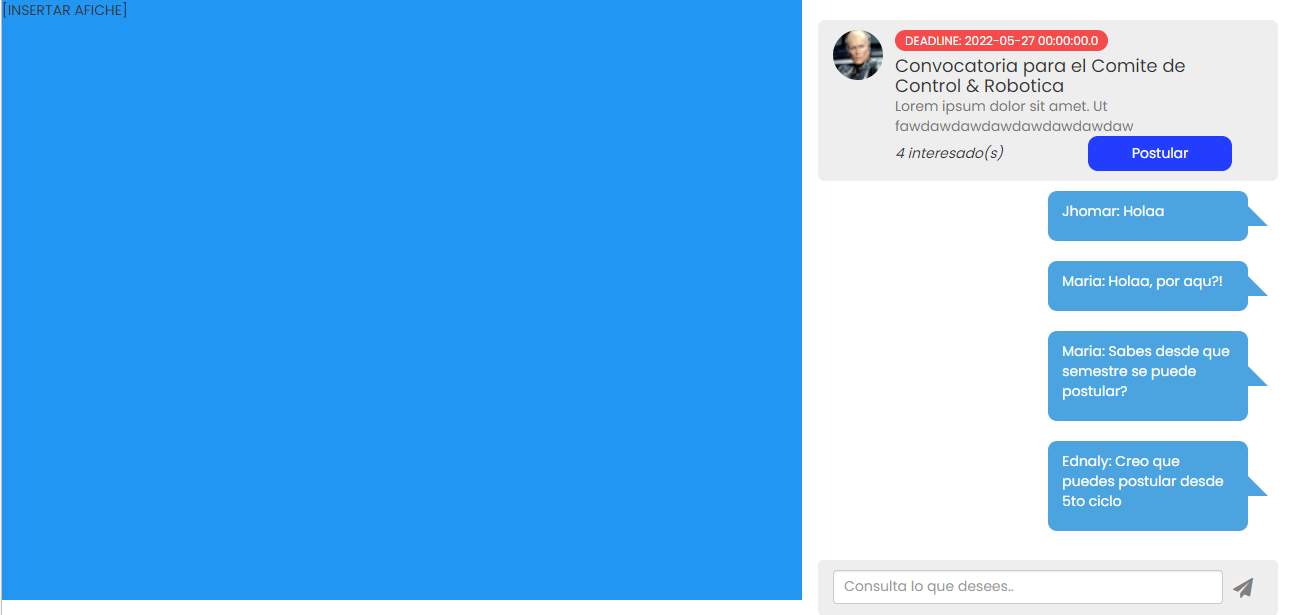 [INSERTAR AFICHE]
DEADLINE: 2022-05-27 00:00:00.0
Convocatoria para el Comite de
Control & Robotica
Lorem ipsum dolor sit amet. Ut
fawdawdawdawdawdawdawdaw
4 interesado(s)
Postular
Jhomar: Holaa
Maria: Holaa, por aqu?!
Maria: Sabes desde que
semestre se puede
postular?
Ednaly: Creo que
puedes postular desde
5to ciclo
Consulta lo que desees..